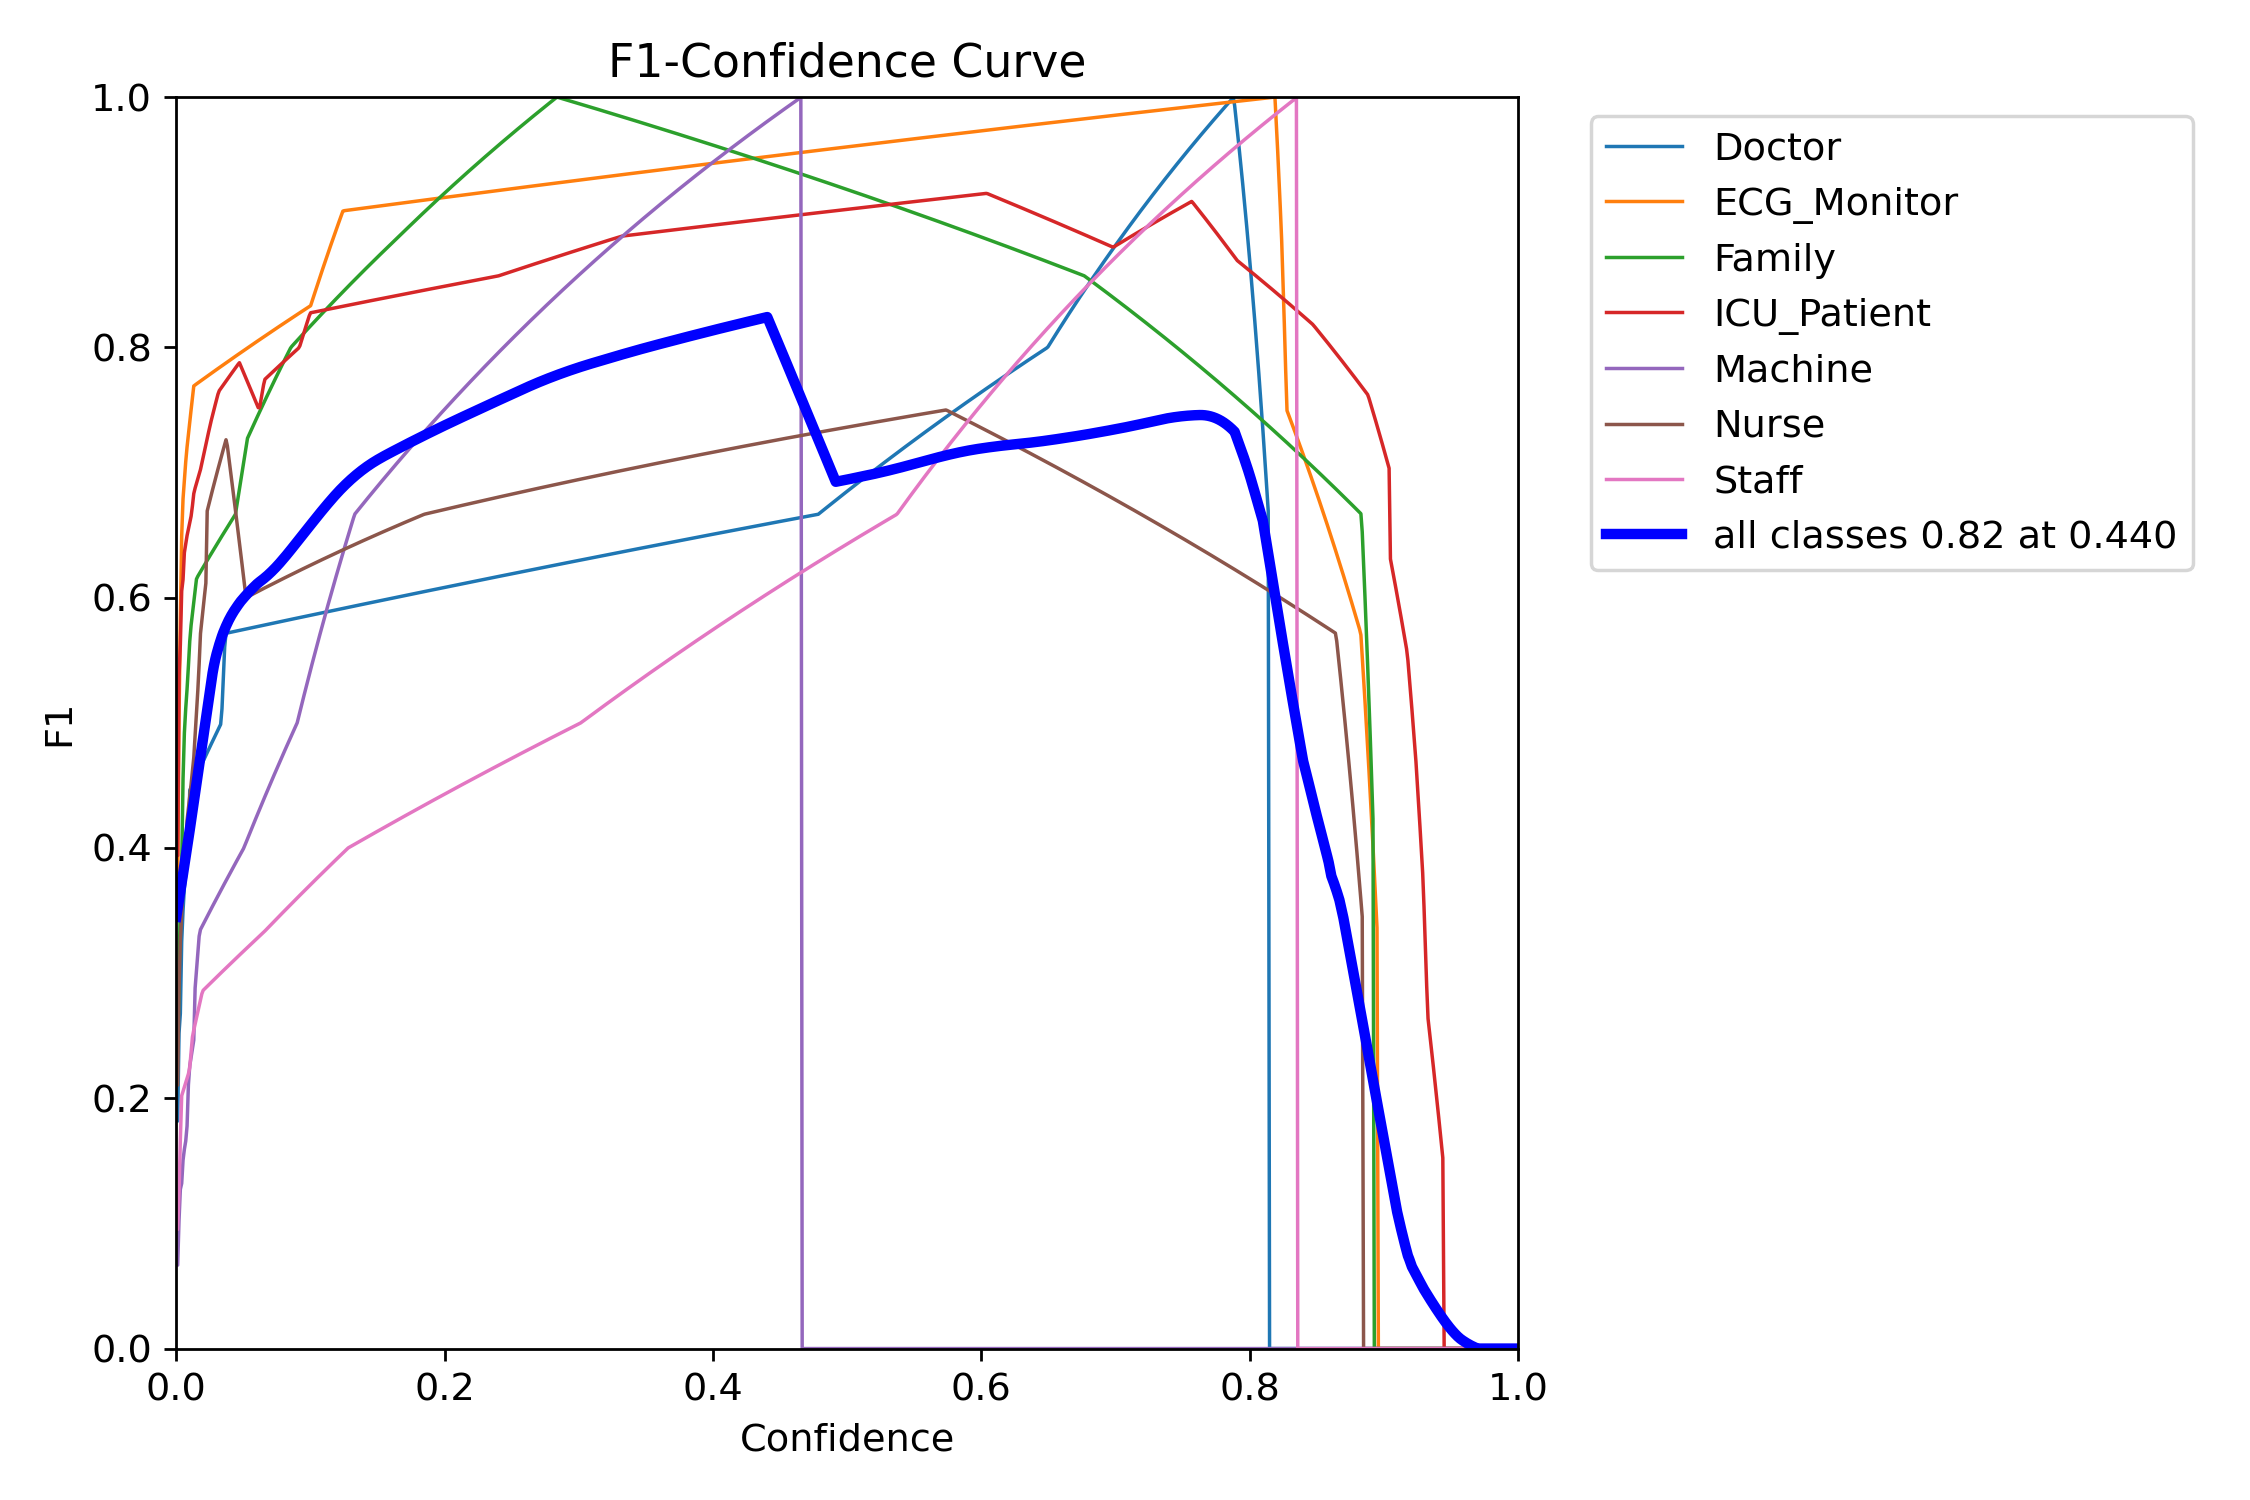 F1-Confidence Curve
1.0
0.8
0.6
0.4
0.2
0.0
F1
0.0 0.2 0.4 0.6 0.8 1.0
Confidence
Doctor
ECG_Monitor
Family
ICU_Patient
Machine
Nurse
Staff
all classes 0.82 at 0.440